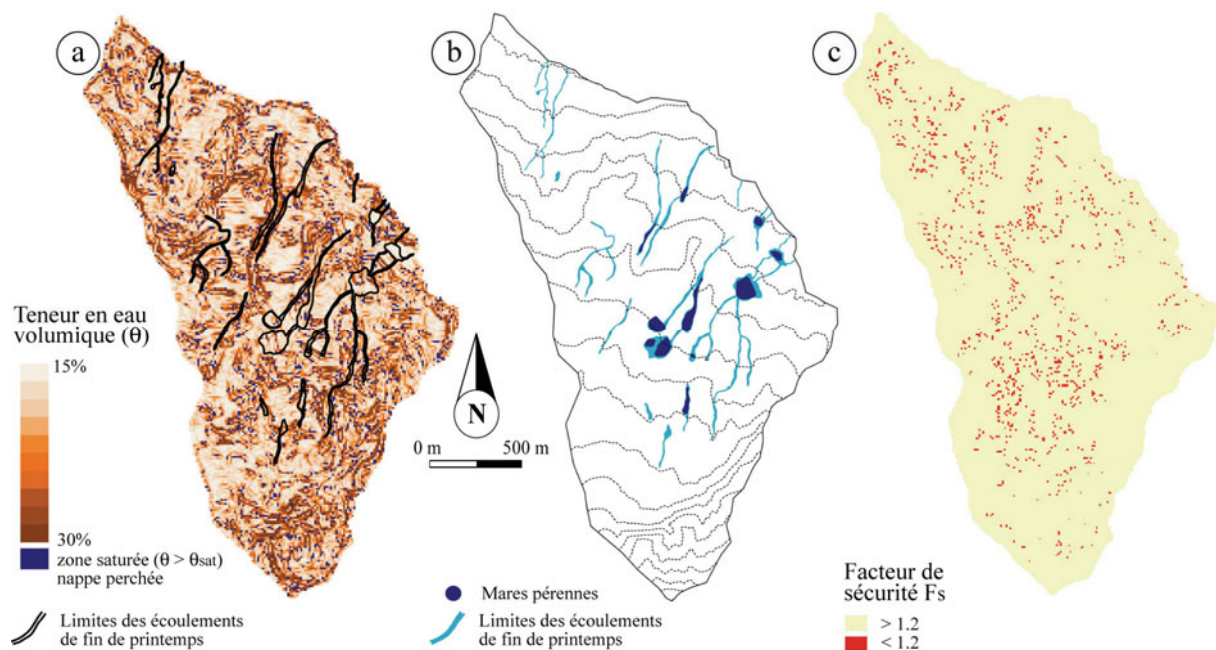 a
b
c
Teneur en eau
volumique (θ)
15%
30%
zone saturée (θ > θsat)
nappe perchée
Limites des écoulements
de fin de printemps
N
0 m
500 m
Mares pérennes
Limites des écoulements
de fin de printemps
Facteur de
sécurité Fs
> 1.2
< 1.2